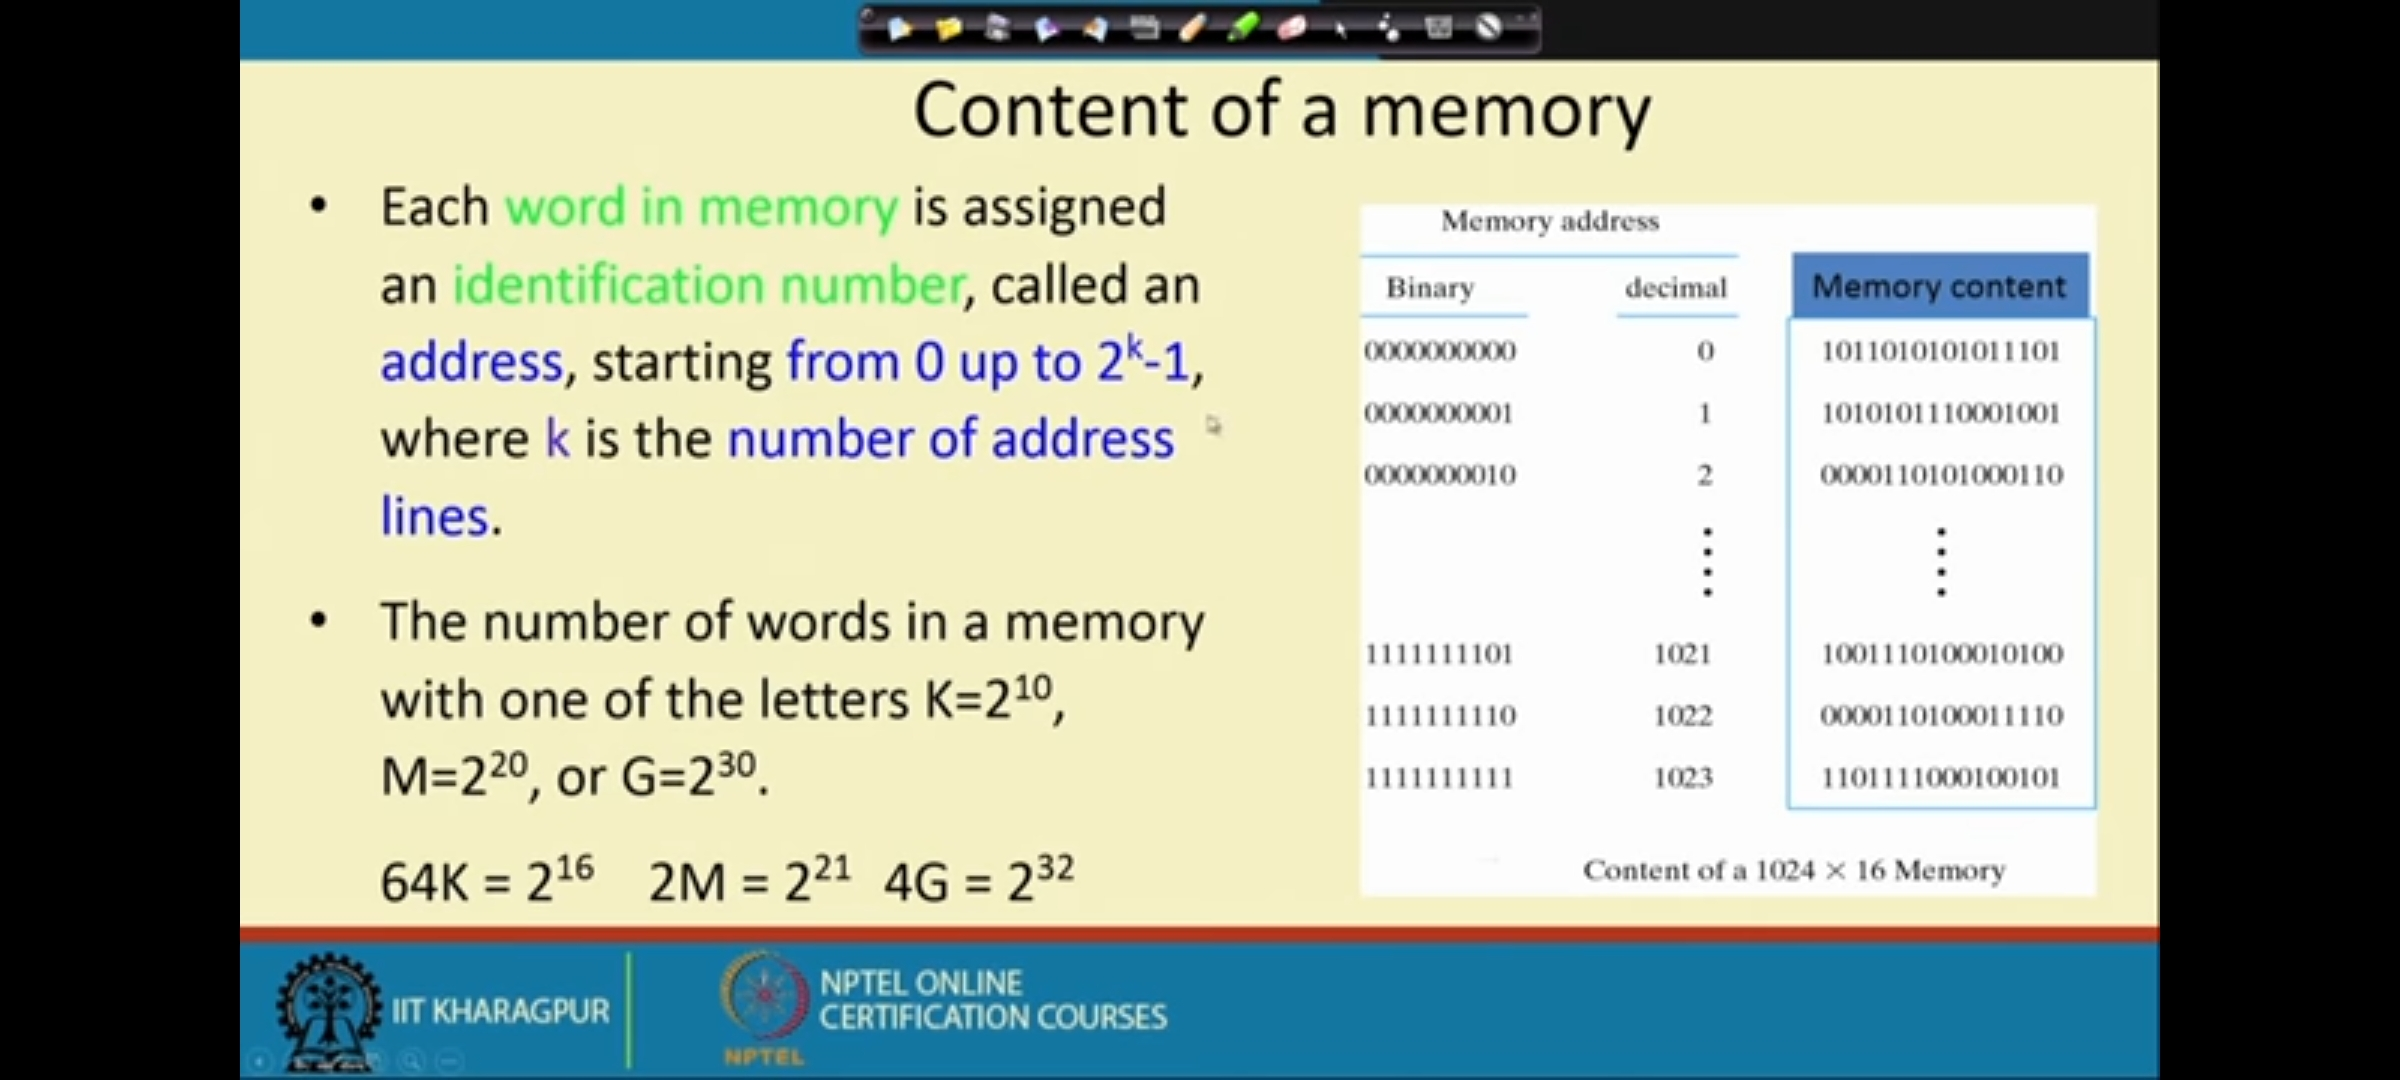 Content of a memory
• Each word in memory is assigned
an identification number, called an
address, starting from 0 up to 2ᵏ-1,
where k is the number of address
lines.
• The number of words in a memory
with one of the letters K=2¹⁰,
M=2²⁰, or G=2³⁰.
64K = 2¹⁶ 2M = 2²¹ 4G = 2³²
Memory address
Binary decimal Memory content
0000000000 0 1011010101011101
0000000001 1 1010101110001001
0000000010 2 0000110101000110
1111111101 1021 1001110100010100
1111111110 1022 0000110100011110
1111111111 1023 1101111000100101
Content of a 1024 × 16 Memory
IIT KHARAGPUR
NPTEL ONLINE
CERTIFICATION COURSES
NPTEL